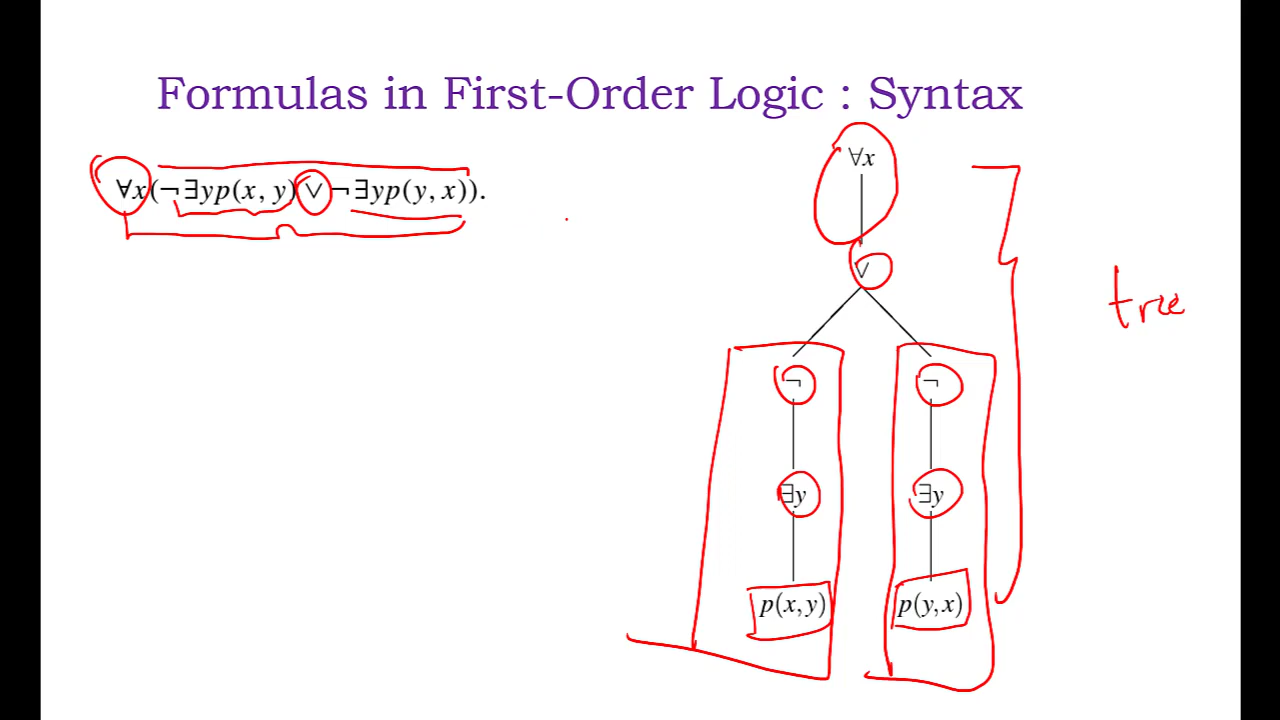 Formulas in First-Order Logic : Syntax
∀x(¬∃yp(x, y) ∨ ¬∃yp(y, x)).
∀x
∨
tree
¬ ¬
∃y ∃y
p(x,y) p(y,x)